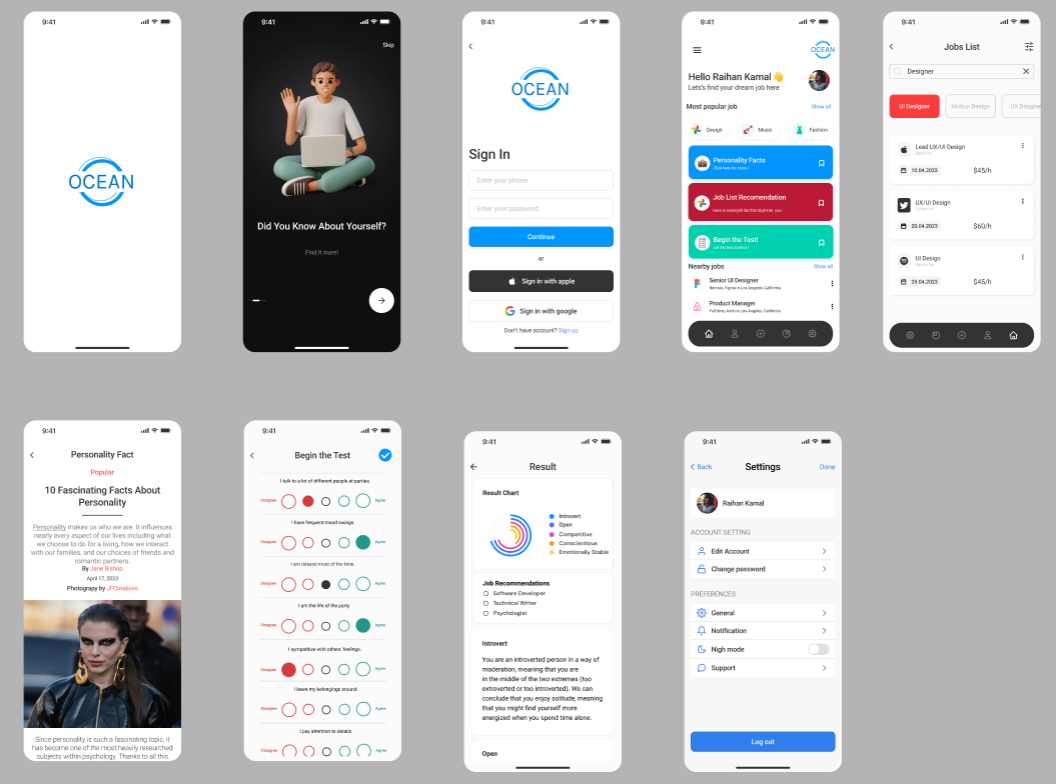 9:41
OCEAN
9:41
Skip
Did You Know About Yourself?
Find it more!
9:41
OCEAN
Sign In
Enter your phone
Enter your password
Continue
or
Sign in with apple
Sign in with google
Don't have account? Sign up
9:41
OCEAN
Hello Raihan Kamal 👋
Lets's find your dream job here
Most popular job Show all
Design Music Fashion
Personality Facts
Click here for more !
Job List Recomendation
Begin the Test!
Nearby jobs Show all
Senior UI Designer
Remote, Figma in Los Angeles, California
Product Manager
Full time, Airbnb in Los Angeles, California
9:41
Jobs List
Designer
UI Designer Motion Design UX Designe
Lead UX/UI Design
10.04.2023 $45/h
UX/UI Design
20.04.2023 $60/h
UI Design
25.04.2023 $45/h
9:41
Personality Fact
Popular
10 Fascinating Facts About
Personality
Personality makes us who we are. It influences
nearly every aspect of our lives including what
we choose to do for a living, how we interact
with our families, and our choices of friends and
romantic partners.
By Jane Bishop
April 17, 2023
Photograpy by JFCreatives
Since personality is such a fascinating topic, it
has become one of the most heavily researched
subjects within psychology. Thanks to all this
9:41
Begin the Test
I talk to a lot of different people at parties.
Disagree Agree
I have frequent mood swings
Disagree Agree
I am relaxed most of the time.
Disagree Agree
I am the life of the party
Disagree Agree
I sympathize with others' feelings..
Disagree Agree
I leave my belongings around.
Disagree Agree
I pay attention to details.
Disagree Agree
9:41
Result
Result Chart
Introvert
Open
Competitive
Conscientious
Emotionally Stable
Job Recommendations
Software Developer
Technical Writer
Psychologist
Introvert
You are an introverted person in a way of
moderation, meaning that you are
in the middle of the two extremes (too
extroverted or too introverted). We can
conclude that you enjoy solitude, meaning
that you might find yourself more
energized when you spend time alone.
Open
9:41
Back Settings Done
Raihan Kamal
ACCOUNT SETTING
Edit Account
Change password
PREFERENCES
General
Notification
Nigh mode
Support
Log out